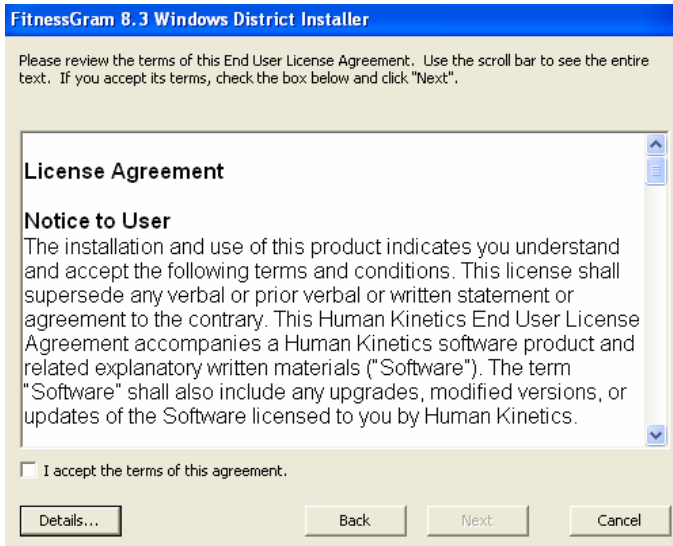 FitnessGram 8.3 Windows District Installer
Please review the terms of this End User License Agreement.  Use the scroll bar to see the entire
text.  If you accept its terms, check the box below and click "Next".
License Agreement
Notice to User
The installation and use of this product indicates you understand
and accept the following terms and conditions. This license shall
supersede any verbal or prior verbal or written statement or
agreement to the contrary. This Human Kinetics End User License
Agreement accompanies a Human Kinetics software product and
related explanatory written materials ("Software"). The term
"Software" shall also include any upgrades, modified versions, or
updates of the Software licensed to you by Human Kinetics.
I accept the terms of this agreement.
Details... Back Next Cancel